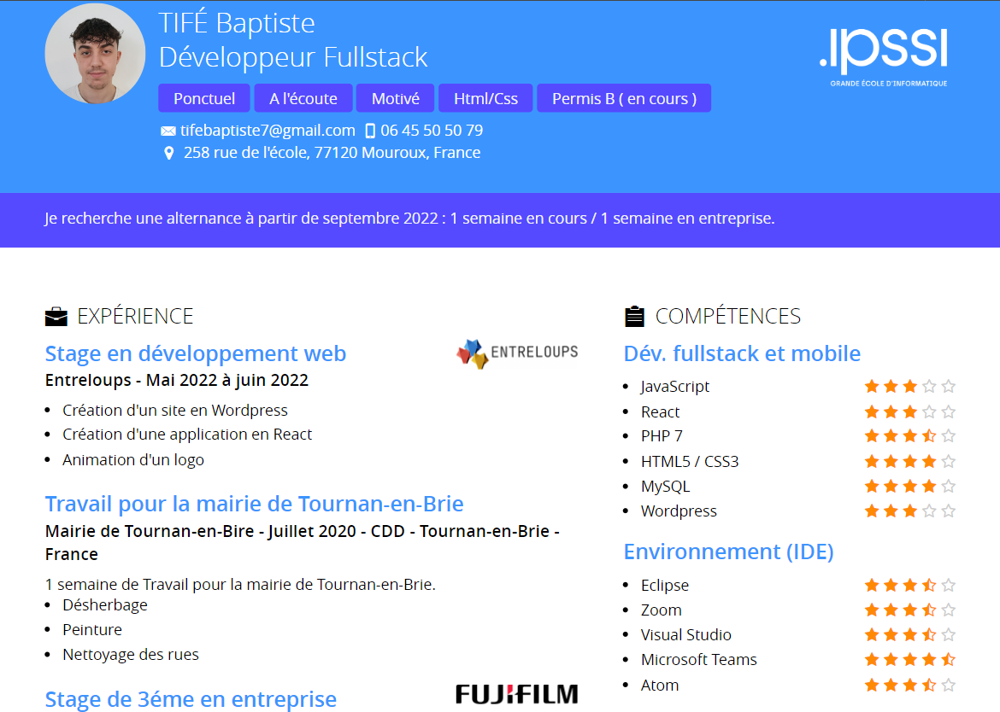 TIFÉ Baptiste
Développeur Fullstack
.IPSSI
GRANDE ÉCOLE D'INFORMATIQUE
Ponctuel A l'écoute Motivé Html/Css Permis B ( en cours )
tifebaptiste7@gmail.com 06 45 50 50 79
258 rue de l'école, 77120 Mouroux, France
Je recherche une alternance à partir de septembre 2022 : 1 semaine en cours / 1 semaine en entreprise.
EXPÉRIENCE
Stage en développement web
ENTRELOUPS
Entreloups - Mai 2022 à juin 2022
• Création d'un site en Wordpress
• Création d'une application en React
• Animation d'un logo
Travail pour la mairie de Tournan-en-Brie
Mairie de Tournan-en-Bire - Juillet 2020 - CDD - Tournan-en-Brie -
France
1 semaine de Travail pour la mairie de Tournan-en-Brie.
• Désherbage
• Peinture
• Nettoyage des rues
Stage de 3éme en entreprise
FUJIFILM
COMPÉTENCES
Dév. fullstack et mobile
• JavaScript
• React
• PHP 7
• HTML5 / CSS3
• MySQL
• Wordpress
Environnement (IDE)
• Eclipse
• Zoom
• Visual Studio
• Microsoft Teams
• Atom